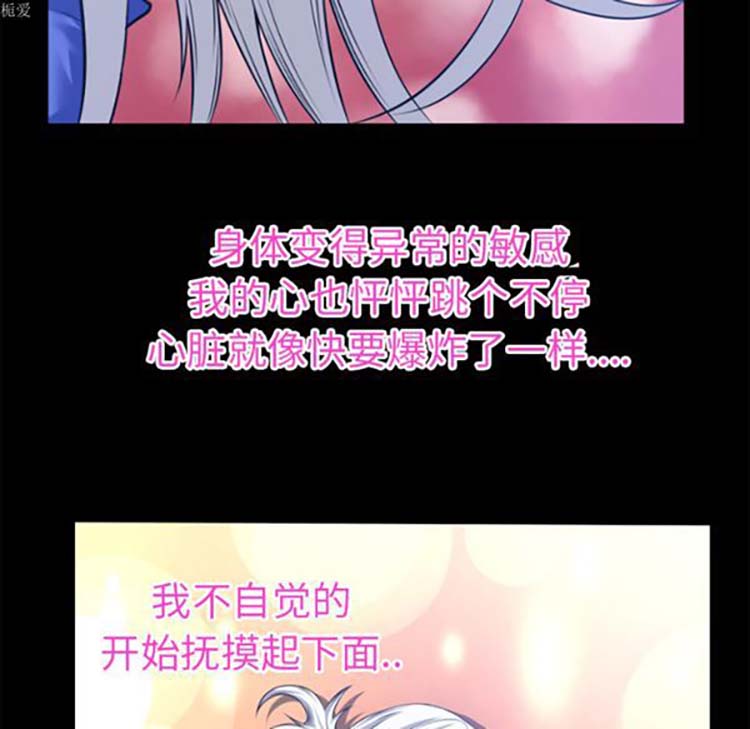 栀爱
身体变得异常的敏感
我的心也怦怦跳个不停
心脏就像快要爆炸了一样....
我不自觉的
开始抚摸起下面..